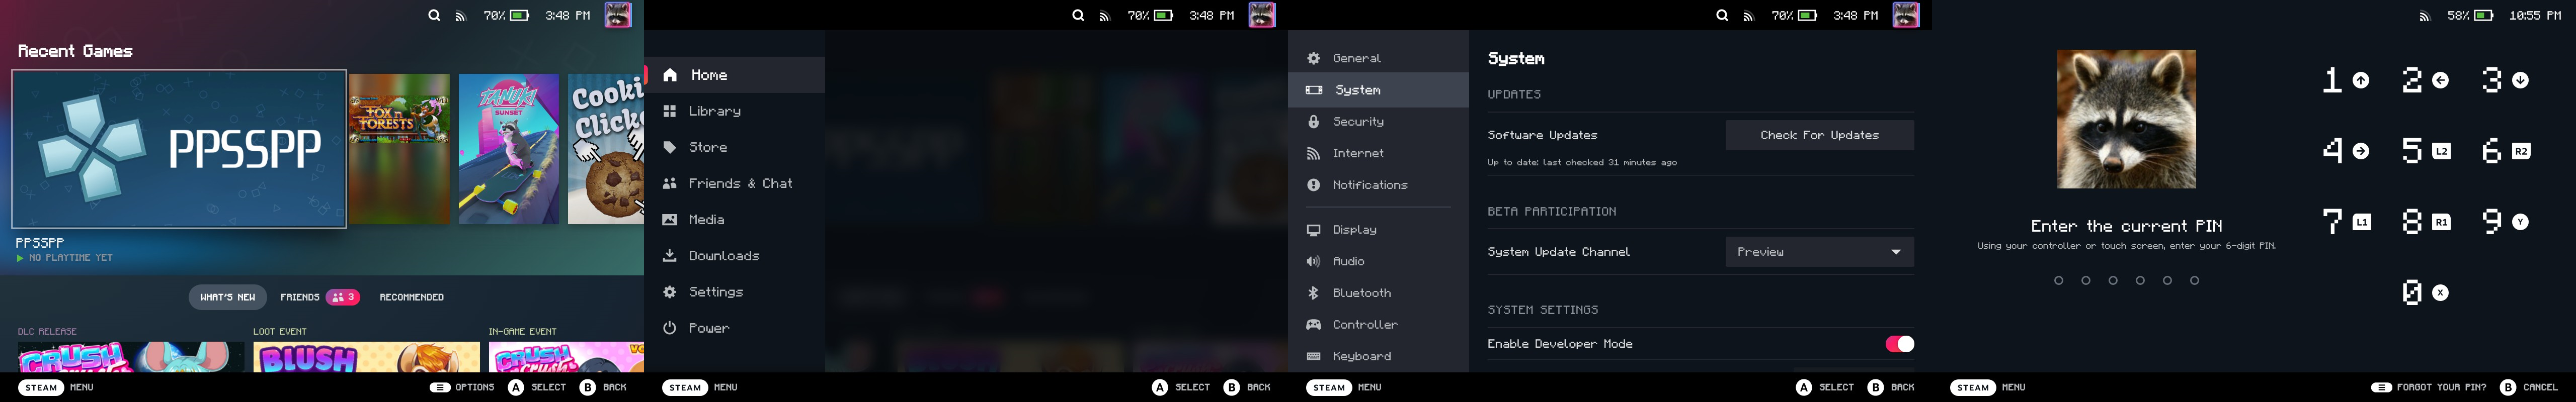 70% 3:48 PM
Recent Games
PPSSPP
FOX n FORESTS
TANUKI SUNSET
Cooki
Clicke
PPSSPP
NO PLAYTIME YET
WHAT'S NEW FRIENDS 3 RECOMMENDED
DLC RELEASE LOOT EVENT IN-GAME EVENT
CRUSH BLUSH CRUSH
STEAM MENU OPTIONS A SELECT B BACK
70% 3:48 PM
Home
Library
Store
Friends & Chat
Media
Downloads
Settings
Power
STEAM MENU A SELECT B BACK
70% 3:48 PM
General
System
Security
Internet
Notifications
Display
Audio
Bluetooth
Controller
Keyboard
System
UPDATES
Software Updates Check For Updates
Up to date: last checked 31 minutes ago
BETA PARTICIPATION
System Update Channel Preview
SYSTEM SETTINGS
Enable Developer Mode
STEAM MENU A SELECT B BACK
58% 10:55 PM
Enter the current PIN
Using your controller or touch screen, enter your 6-digit PIN.
1 2 3
4 5 L2 6 R2
7 L1 8 R1 9 Y
0 X
STEAM MENU FORGOT YOUR PIN? B CANCEL